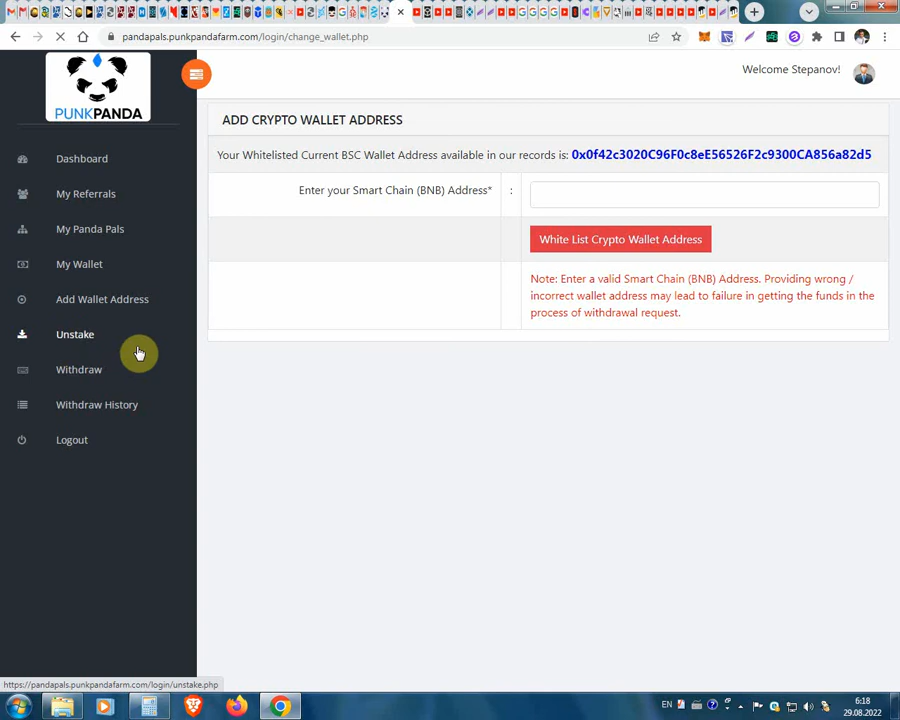 pandapals.punkpandafarm.com/login/change_wallet.php
Welcome Stepanov!
PUNKPANDA
Dashboard
My Referrals
My Panda Pals
My Wallet
Add Wallet Address
Unstake
Withdraw
Withdraw History
Logout
ADD CRYPTO WALLET ADDRESS
Your Whitelisted Current BSC Wallet Address available in our records is: 0x0f42c3020C96F0c8eE56526F2c9300CA856a82d5
Enter your Smart Chain (BNB) Address* :
White List Crypto Wallet Address
Note: Enter a valid Smart Chain (BNB) Address. Providing wrong /
incorrect wallet address may lead to failure in getting the funds in the
process of withdrawal request.
https://pandapals.punkpandafarm.com/login/unstake.php
EN
6:18
29.08.2022